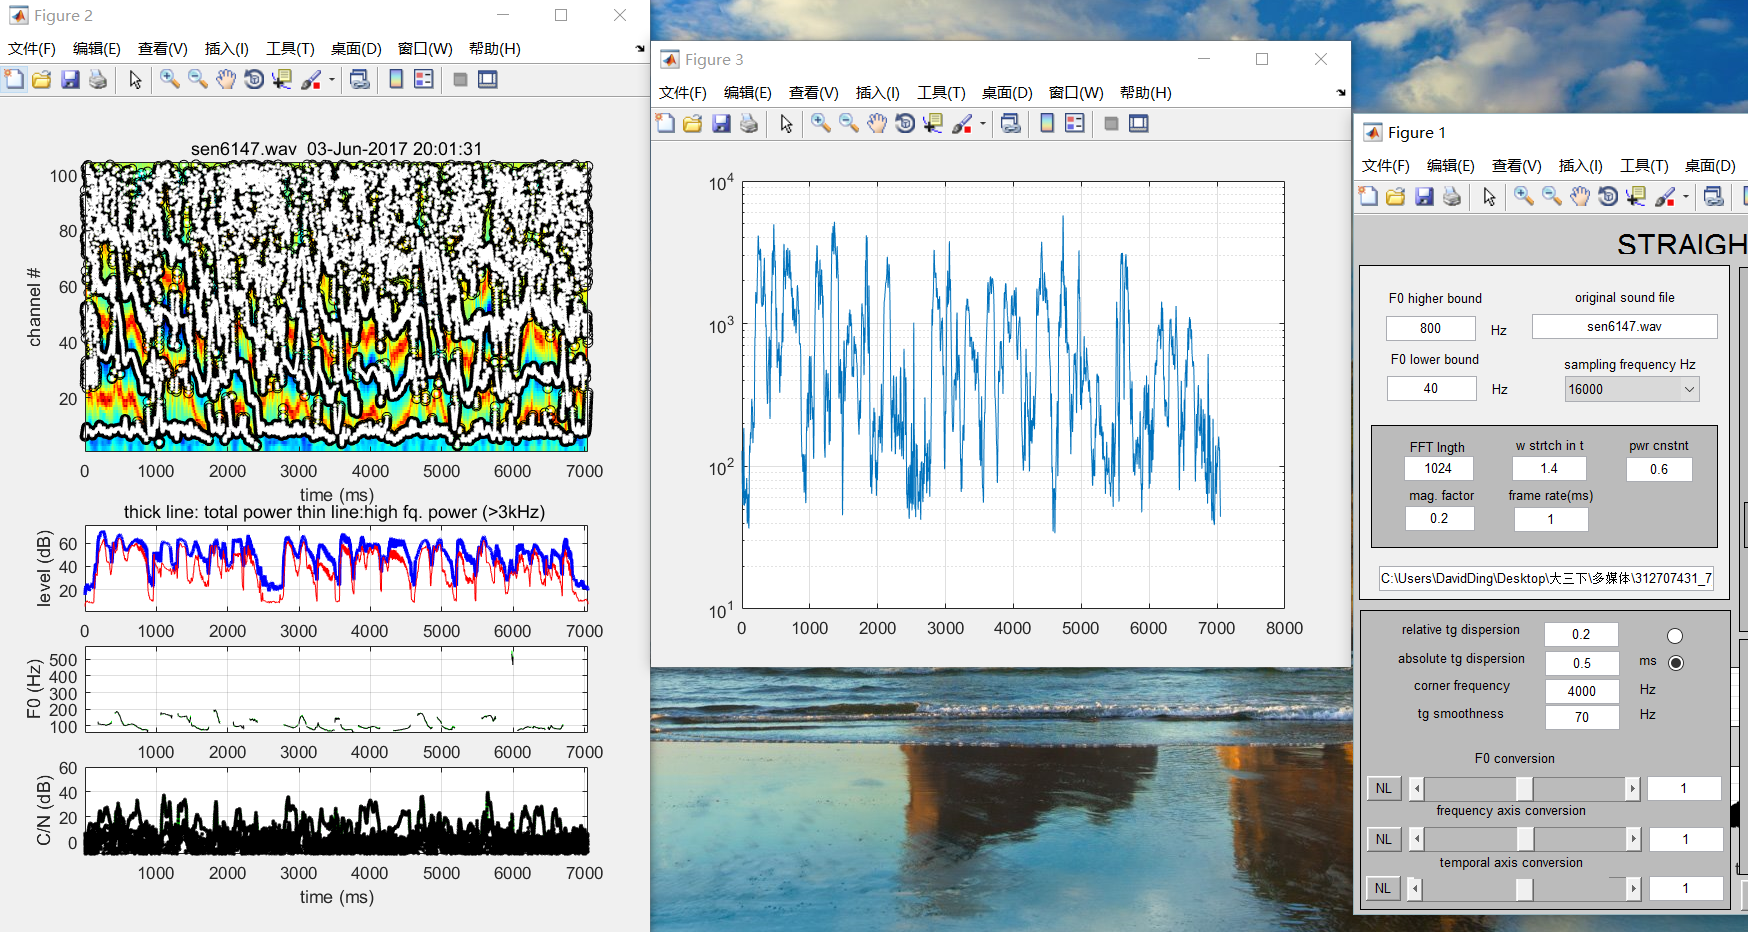 Figure 2
文件(F) 编辑(E) 查看(V) 插入(I) 工具(T) 桌面(D) 窗口(W) 帮助(H)
sen6147.wav 03-Jun-2017 20:01:31
channel #
100
80
60
40
20
0 1000 2000 3000 4000 5000 6000 7000
time (ms)
thick line: total power thin line:high fq. power (>3kHz)
level (dB)
60
40
20
0 1000 2000 3000 4000 5000 6000 7000
F0 (Hz)
500
400
300
200
100
1000 2000 3000 4000 5000 6000 7000
C/N (dB)
60
40
20
0
1000 2000 3000 4000 5000 6000 7000
time (ms)
Figure 3
文件(F) 编辑(E) 查看(V) 插入(I) 工具(T) 桌面(D) 窗口(W) 帮助(H)
10^4
10^3
10^2
10^1
0 1000 2000 3000 4000 5000 6000 7000 8000
Figure 1
文件(F) 编辑(E) 查看(V) 插入(I) 工具(T) 桌面(D)
STRAIGH
F0 higher bound
800 Hz
original sound file
sen6147.wav
F0 lower bound
40 Hz
sampling frequency Hz
16000
FFT lngth w strtch in t pwr cnstnt
1024 1.4 0.6
mag. factor frame rate(ms)
0.2 1
C:\Users\DavidDing\Desktop\大三下\多媒体\312707431_7
relative tg dispersion 0.2
absolute tg dispersion 0.5 ms
corner frequency 4000 Hz
tg smoothness 70 Hz
F0 conversion
NL 1
frequency axis conversion
NL 1
temporal axis conversion
NL 1